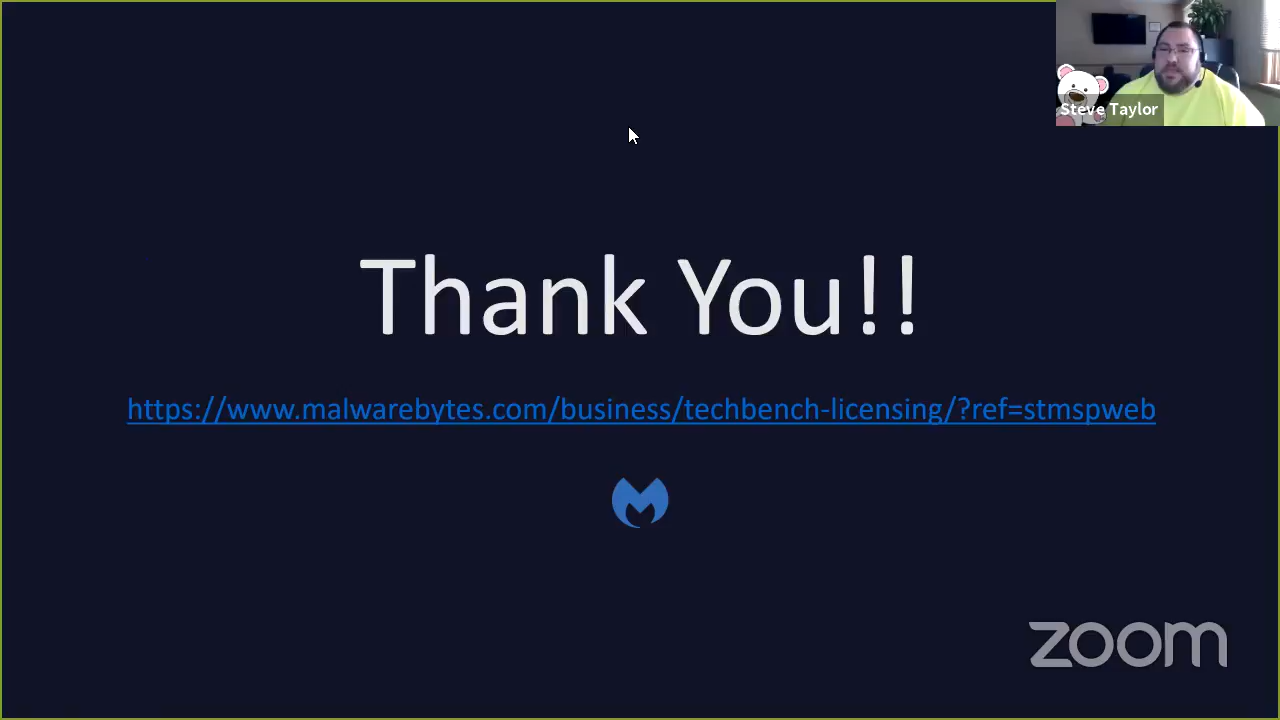 Steve Taylor
Thank You!!
https://www.malwarebytes.com/business/techbench-licensing/?ref=stmspweb
zoom